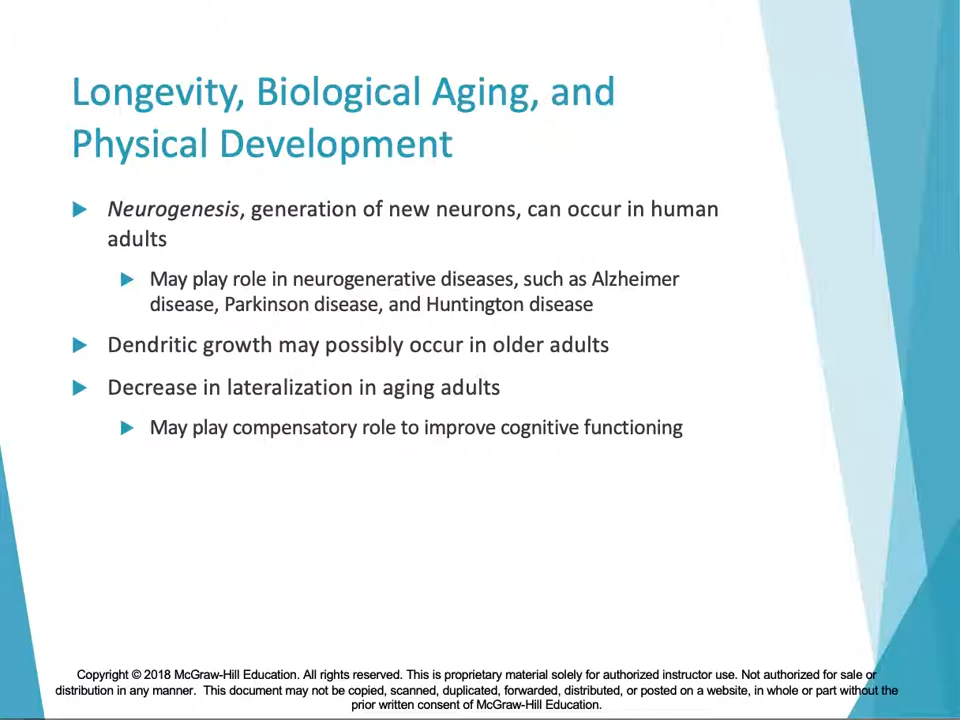 Longevity, Biological Aging, and
Physical Development
Neurogenesis, generation of new neurons, can occur in human
adults
May play role in neurogenerative diseases, such as Alzheimer
disease, Parkinson disease, and Huntington disease
Dendritic growth may possibly occur in older adults
Decrease in lateralization in aging adults
May play compensatory role to improve cognitive functioning
Copyright © 2018 McGraw-Hill Education. All rights reserved. This is proprietary material solely for authorized instructor use. Not authorized for sale or
distribution in any manner. This document may not be copied, scanned, duplicated, forwarded, distributed, or posted on a website, in whole or part without the
prior written consent of McGraw-Hill Education.